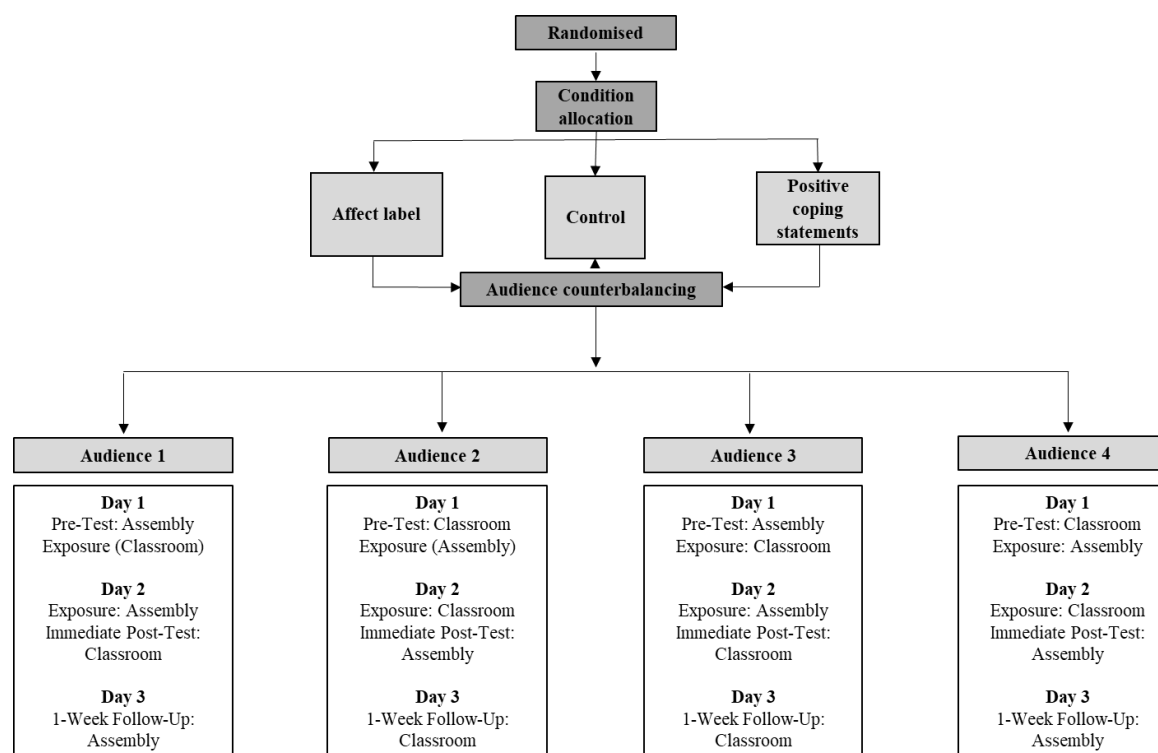 Randomised
Condition
allocation
Affect label
Control
Positive
coping
statements
Audience counterbalancing
Audience 1
Audience 2
Audience 3
Audience 4
Day 1
Pre-Test: Assembly
Exposure (Classroom)
Day 2
Exposure: Assembly
Immediate Post-Test:
Classroom
Day 3
1-Week Follow-Up:
Assembly
Day 1
Pre-Test: Classroom
Exposure (Assembly)
Day 2
Exposure: Classroom
Immediate Post-Test:
Assembly
Day 3
1-Week Follow-Up:
Classroom
Day 1
Pre-Test: Assembly
Exposure: Classroom
Day 2
Exposure: Assembly
Immediate Post-Test:
Classroom
Day 3
1-Week Follow-Up:
Classroom
Day 1
Pre-Test: Classroom
Exposure: Assembly
Day 2
Exposure: Classroom
Immediate Post-Test:
Assembly
Day 3
1-Week Follow-Up:
Assembly